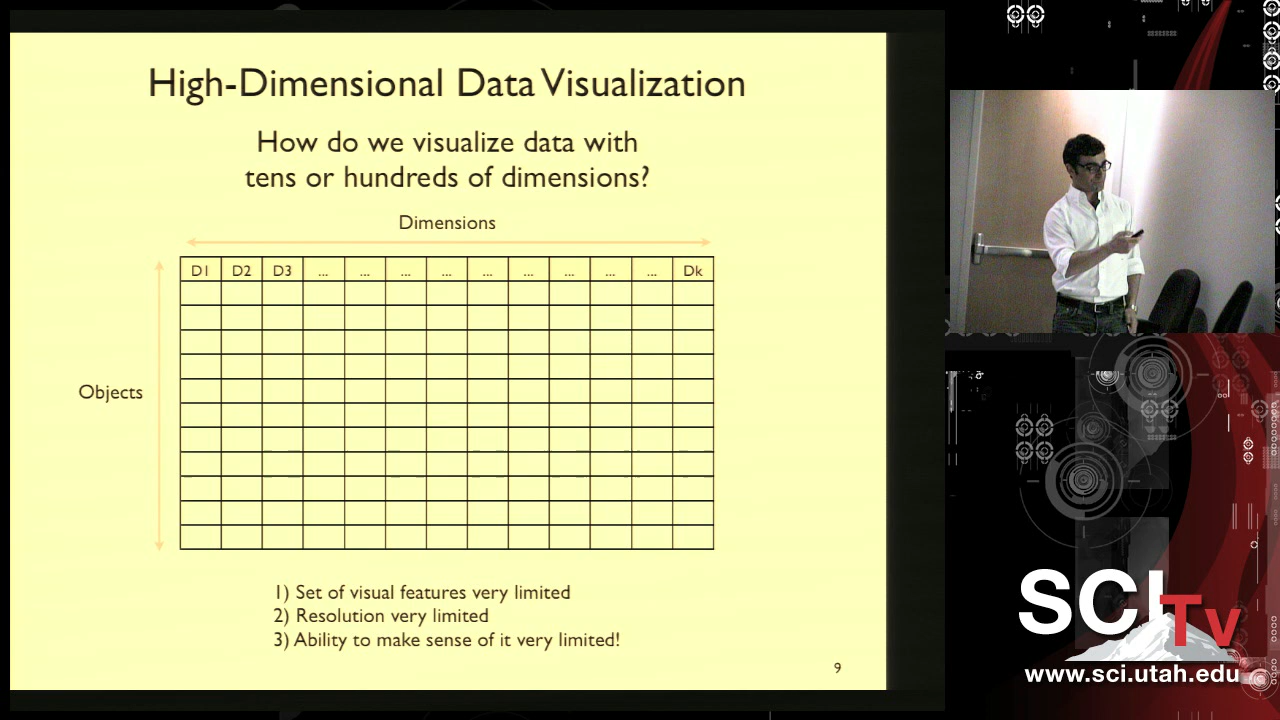 High-Dimensional Data Visualization
How do we visualize data with
tens or hundreds of dimensions?
Dimensions
D1 D2 D3 ... ... ... ... ... ... ... ... ... Dk
Objects
1) Set of visual features very limited
2) Resolution very limited
3) Ability to make sense of it very limited!
9
SCI
Tv
www.sci.utah.edu